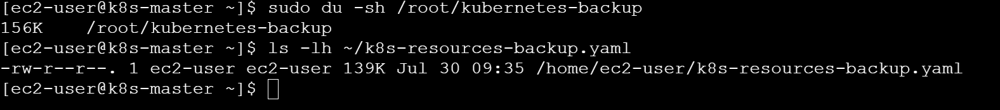 [ec2-user@k8s-master ~]$ sudo du -sh /root/kubernetes-backup
156K    /root/kubernetes-backup
[ec2-user@k8s-master ~]$ ls -lh ~/k8s-resources-backup.yaml
-rw-r--r--. 1 ec2-user ec2-user 139K Jul 30 09:35 /home/ec2-user/k8s-resources-backup.yaml
[ec2-user@k8s-master ~]$